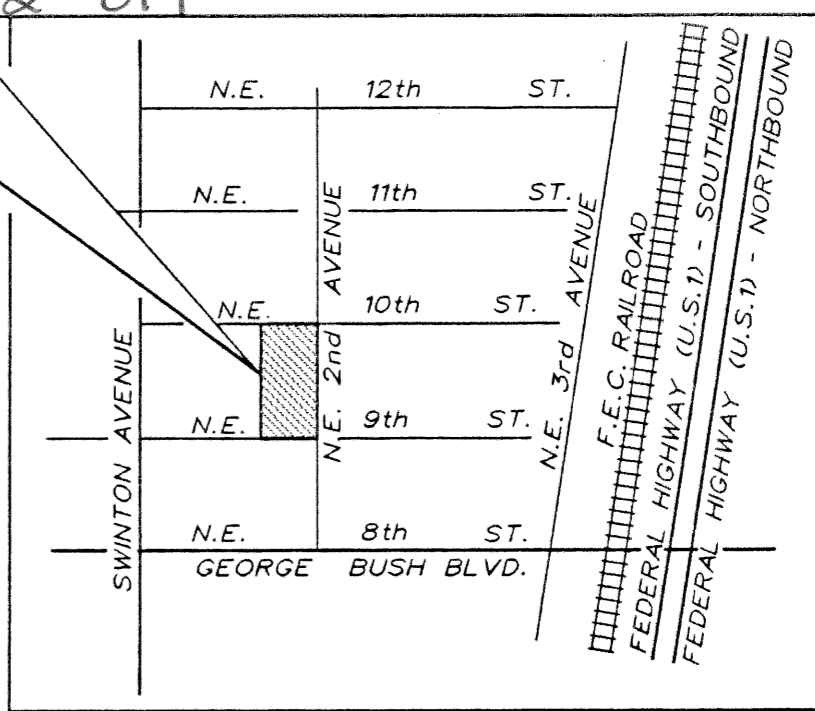 N.E. 12th ST.
N.E. 11th ST.
N.E. 10th ST.
N.E. 9th ST.
N.E. 8th ST.
GEORGE BUSH BLVD.
SWINTON AVENUE
N.E. 2nd AVENUE
N.E. 3rd AVENUE
F.E.C. RAILROAD
FEDERAL HIGHWAY (U.S.1) - SOUTHBOUND
FEDERAL HIGHWAY (U.S.1) - NORTHBOUND